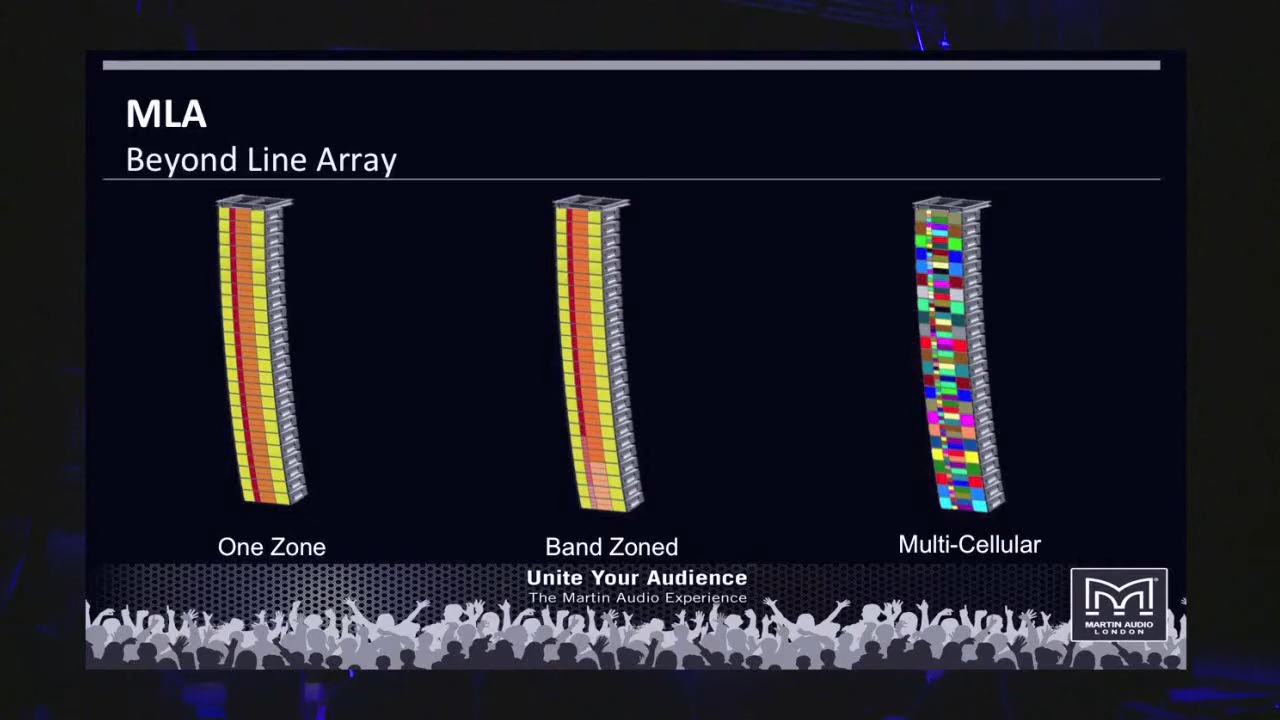 MLA
Beyond Line Array
One Zone
Band Zoned
Multi-Cellular
Unite Your Audience
The Martin Audio Experience
MARTIN AUDIO
LONDON